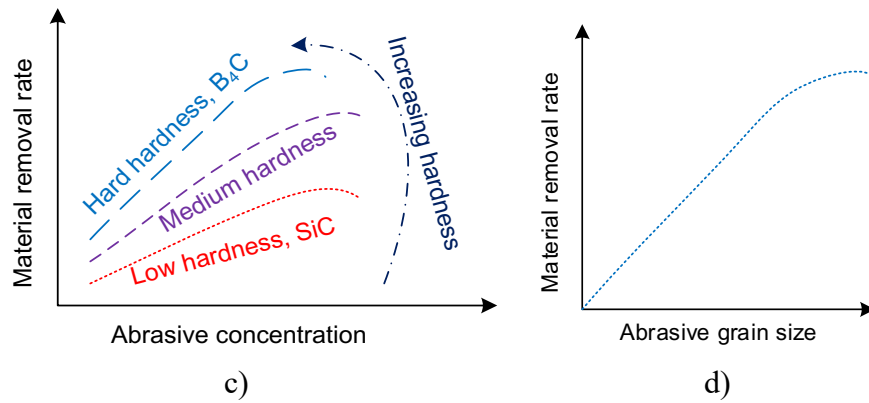 Material removal rate
Hard hardness, B₄C
Medium hardness
Low hardness, SiC
Increasing hardness
Abrasive concentration
c)
Material removal rate
Abrasive grain size
d)